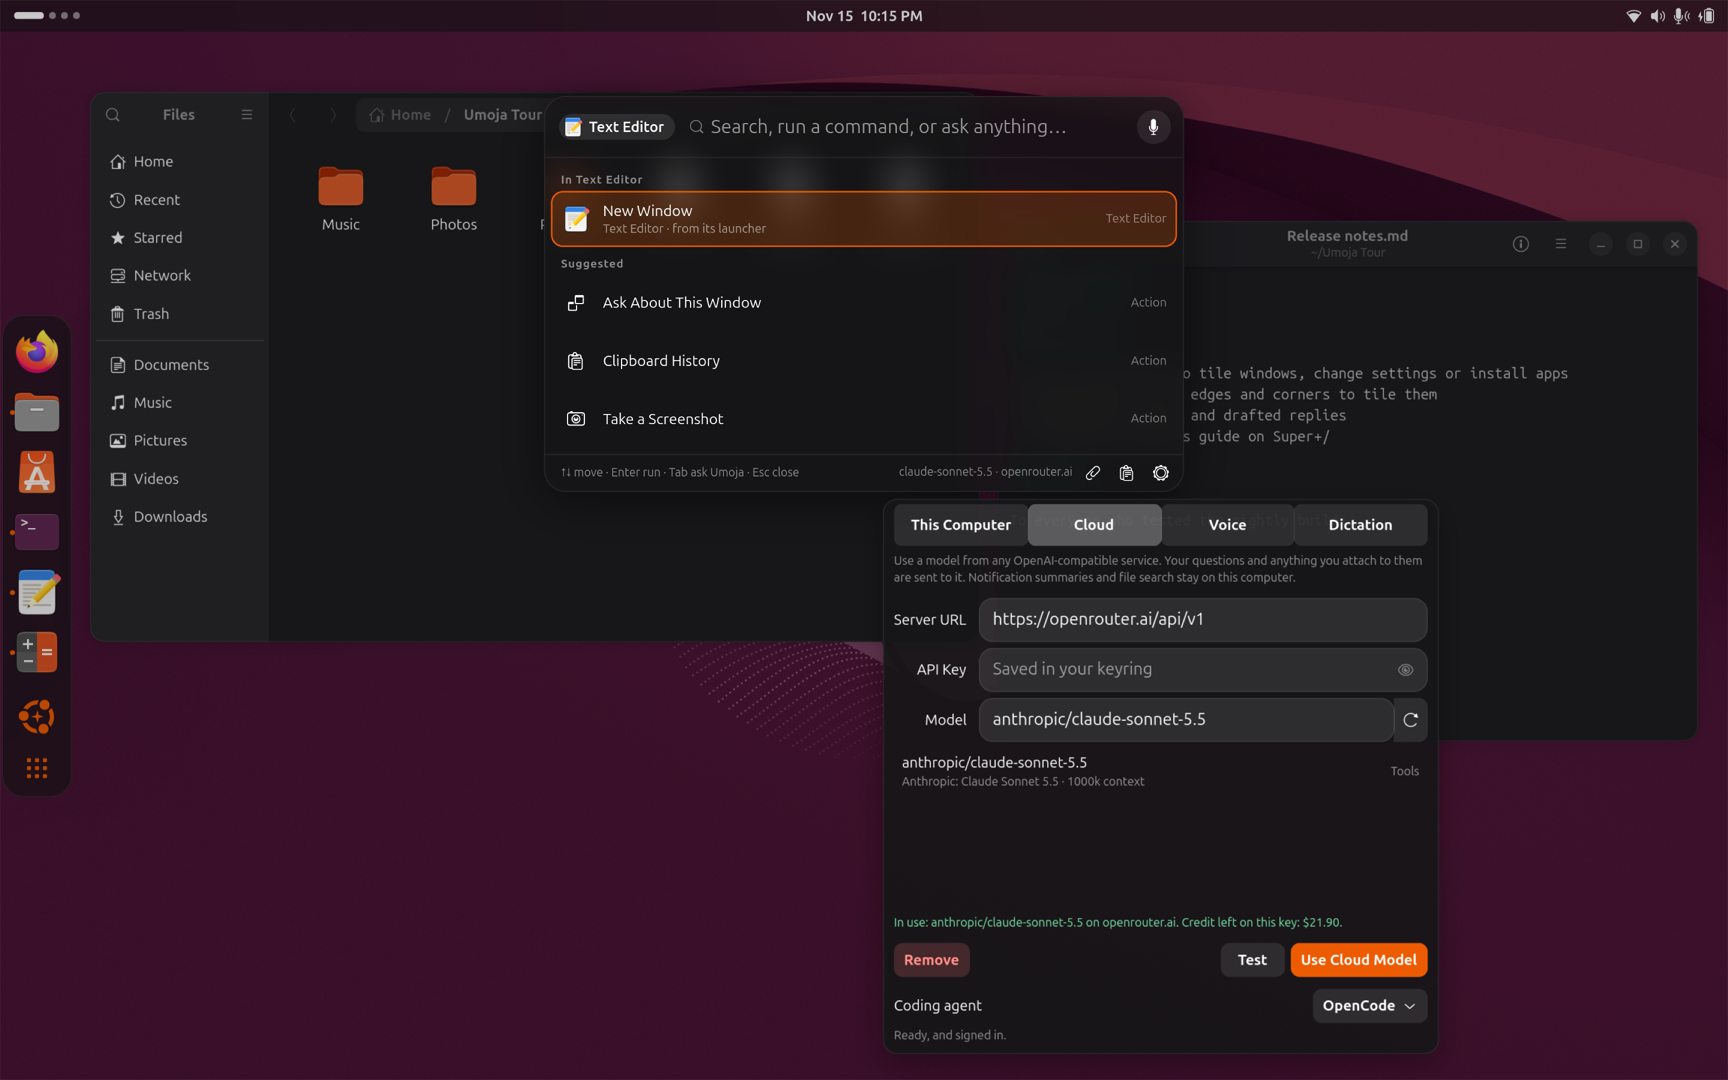 Nov 15 10:15 PM
Files
Home / Umoja Tour
Home
Recent
Starred
Network
Trash
Documents
Music
Pictures
Videos
Downloads
Music
Photos
Text Editor
Search, run a command, or ask anything…
In Text Editor
New Window
Text Editor · from its launcher
Text Editor
Suggested
Ask About This Window
Action
Clipboard History
Action
Take a Screenshot
Action
↑↓ move · Enter run · Tab ask Umoja · Esc close
claude-sonnet-5.5 · openrouter.ai
Release notes.md
~/Umoja Tour
o tile windows, change settings or install apps
edges and corners to tile them
and drafted replies
s guide on Super+/
This Computer
Cloud
Voice
Dictation
Use a model from any OpenAI-compatible service. Your questions and anything you attach to them
are sent to it. Notification summaries and file search stay on this computer.
Server URL
https://openrouter.ai/api/v1
API Key
Saved in your keyring
Model
anthropic/claude-sonnet-5.5
anthropic/claude-sonnet-5.5
Anthropic: Claude Sonnet 5.5 · 1000k context
Tools
In use: anthropic/claude-sonnet-5.5 on openrouter.ai. Credit left on this key: $21.90.
Remove
Test
Use Cloud Model
Coding agent
OpenCode
Ready, and signed in.